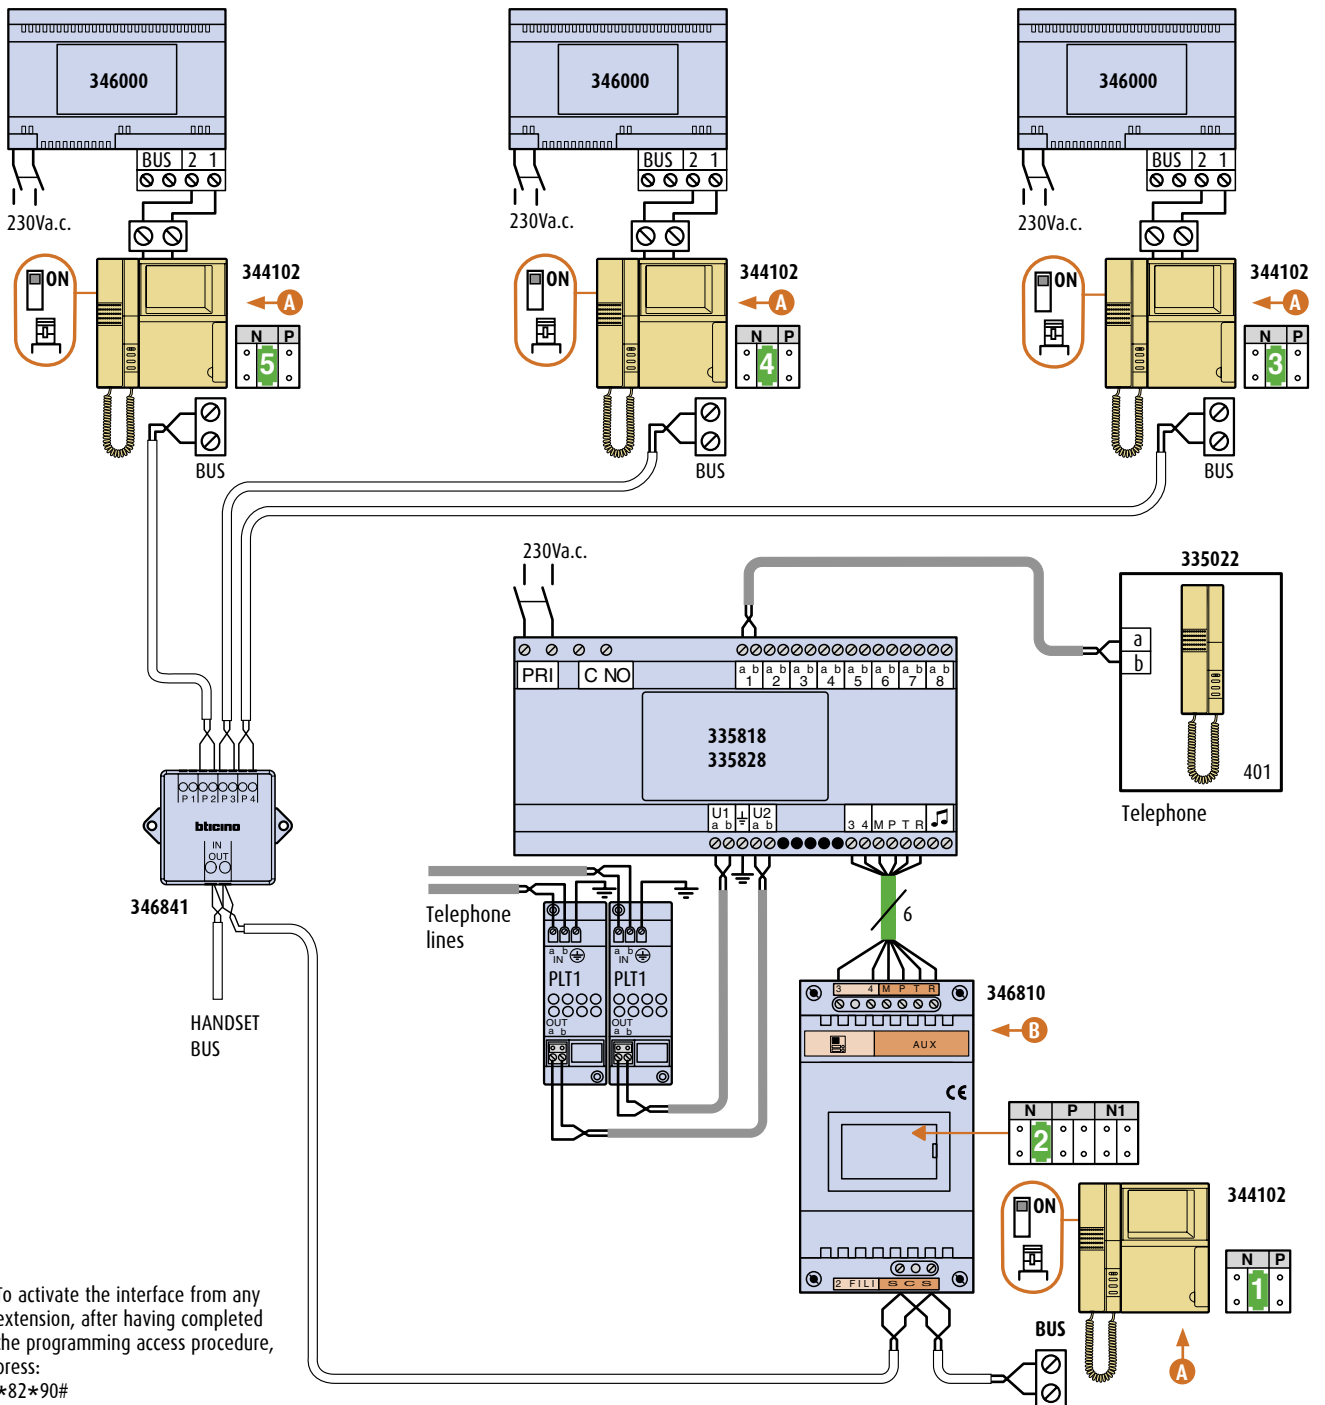 346000
346000
346000
BUS 2 1
BUS 2 1
BUS 2 1
230Va.c.
230Va.c.
230Va.c.
ON
344102
A
N P
5
ON
344102
A
N P
4
ON
344102
A
N P
3
BUS
BUS
BUS
230Va.c.
335022
a
b
401
Telephone
PRI
C NO
a b a b a b a b a b a b a b a b
1 2 3 4 5 6 7 8
335818
335828
U1 U2
a b a b
3 4 M P T R
P1 P2 P3 P4
bticino
IN
OUT
346841
HANDSET
BUS
Telephone
lines
a b
IN
PLT1
OUT
a b
a b
IN
PLT1
OUT
a b
6
3 4 M P T R
346810
B
AUX
CE
N P N1
2
2 FILI SCS
ON
344102
N P
1
A
BUS
To activate the interface from any
extension, after having completed
the programming access procedure,
press:
*82*90#